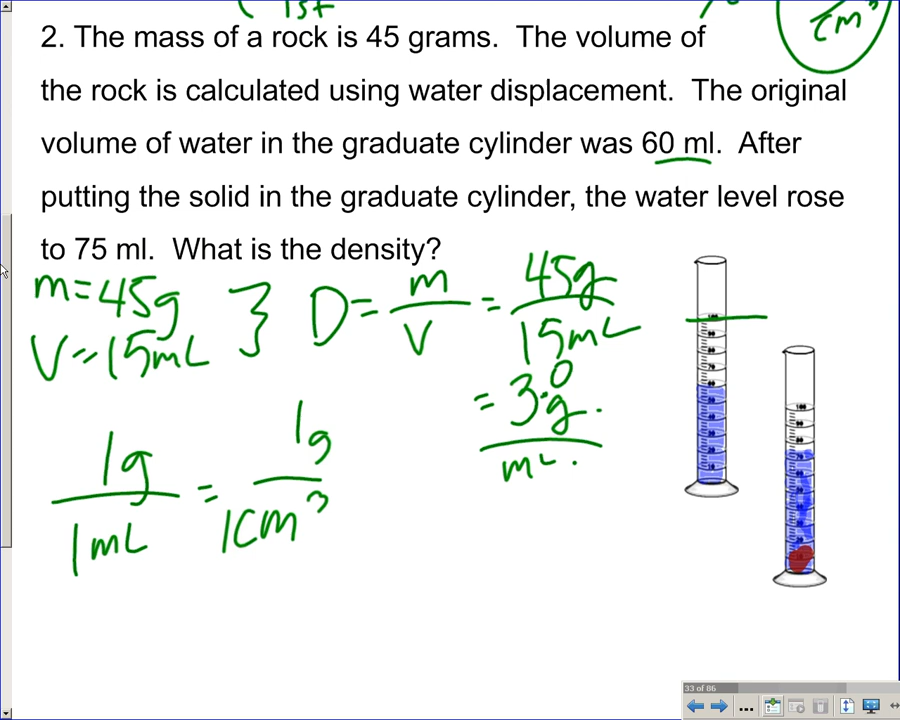 1st
cm³
2. The mass of a rock is 45 grams. The volume of
the rock is calculated using water displacement. The original
volume of water in the graduate cylinder was 60 ml. After
putting the solid in the graduate cylinder, the water level rose
to 75 ml. What is the density?
m=45g
V=15mL
} D = m/V = 45g/15mL
= 3.0g/mL.
1g/1mL = 1g/1cm³
33 of 86